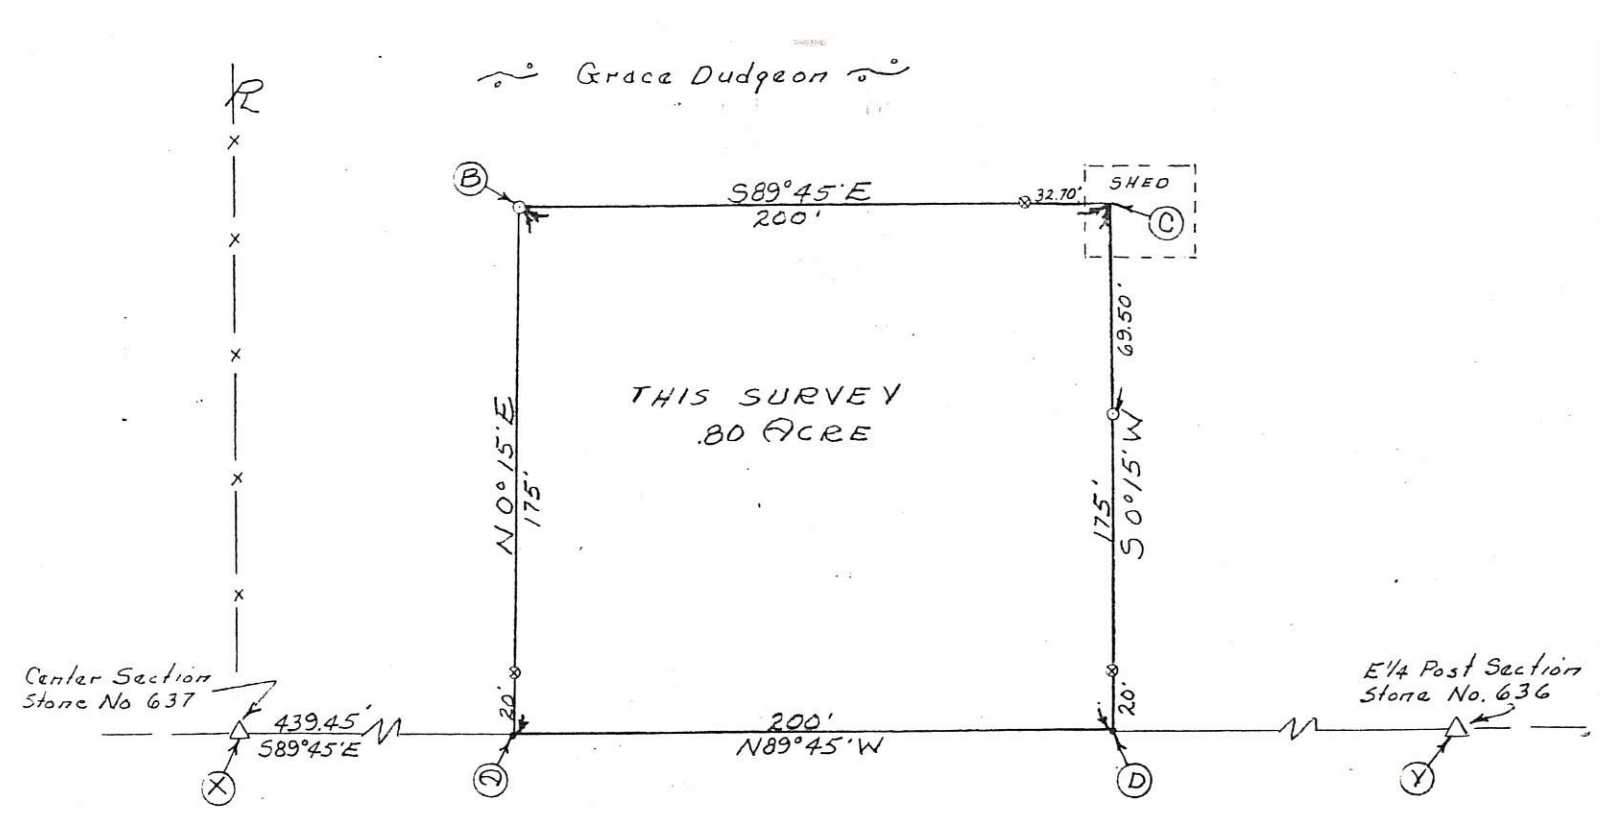 Grace Dudgeon
PL
B
S89°45'E
200'
32.70'
SHED
C
69.50'
THIS SURVEY
.80 ACRE
N 0°15'E
175'
175'
S 0°15'W
Center Section
Stone No 637
E¼ Post Section
Stone No. 636
20'
20'
439.45'
S89°45'E
200'
N89°45'W
X
A
D
Y